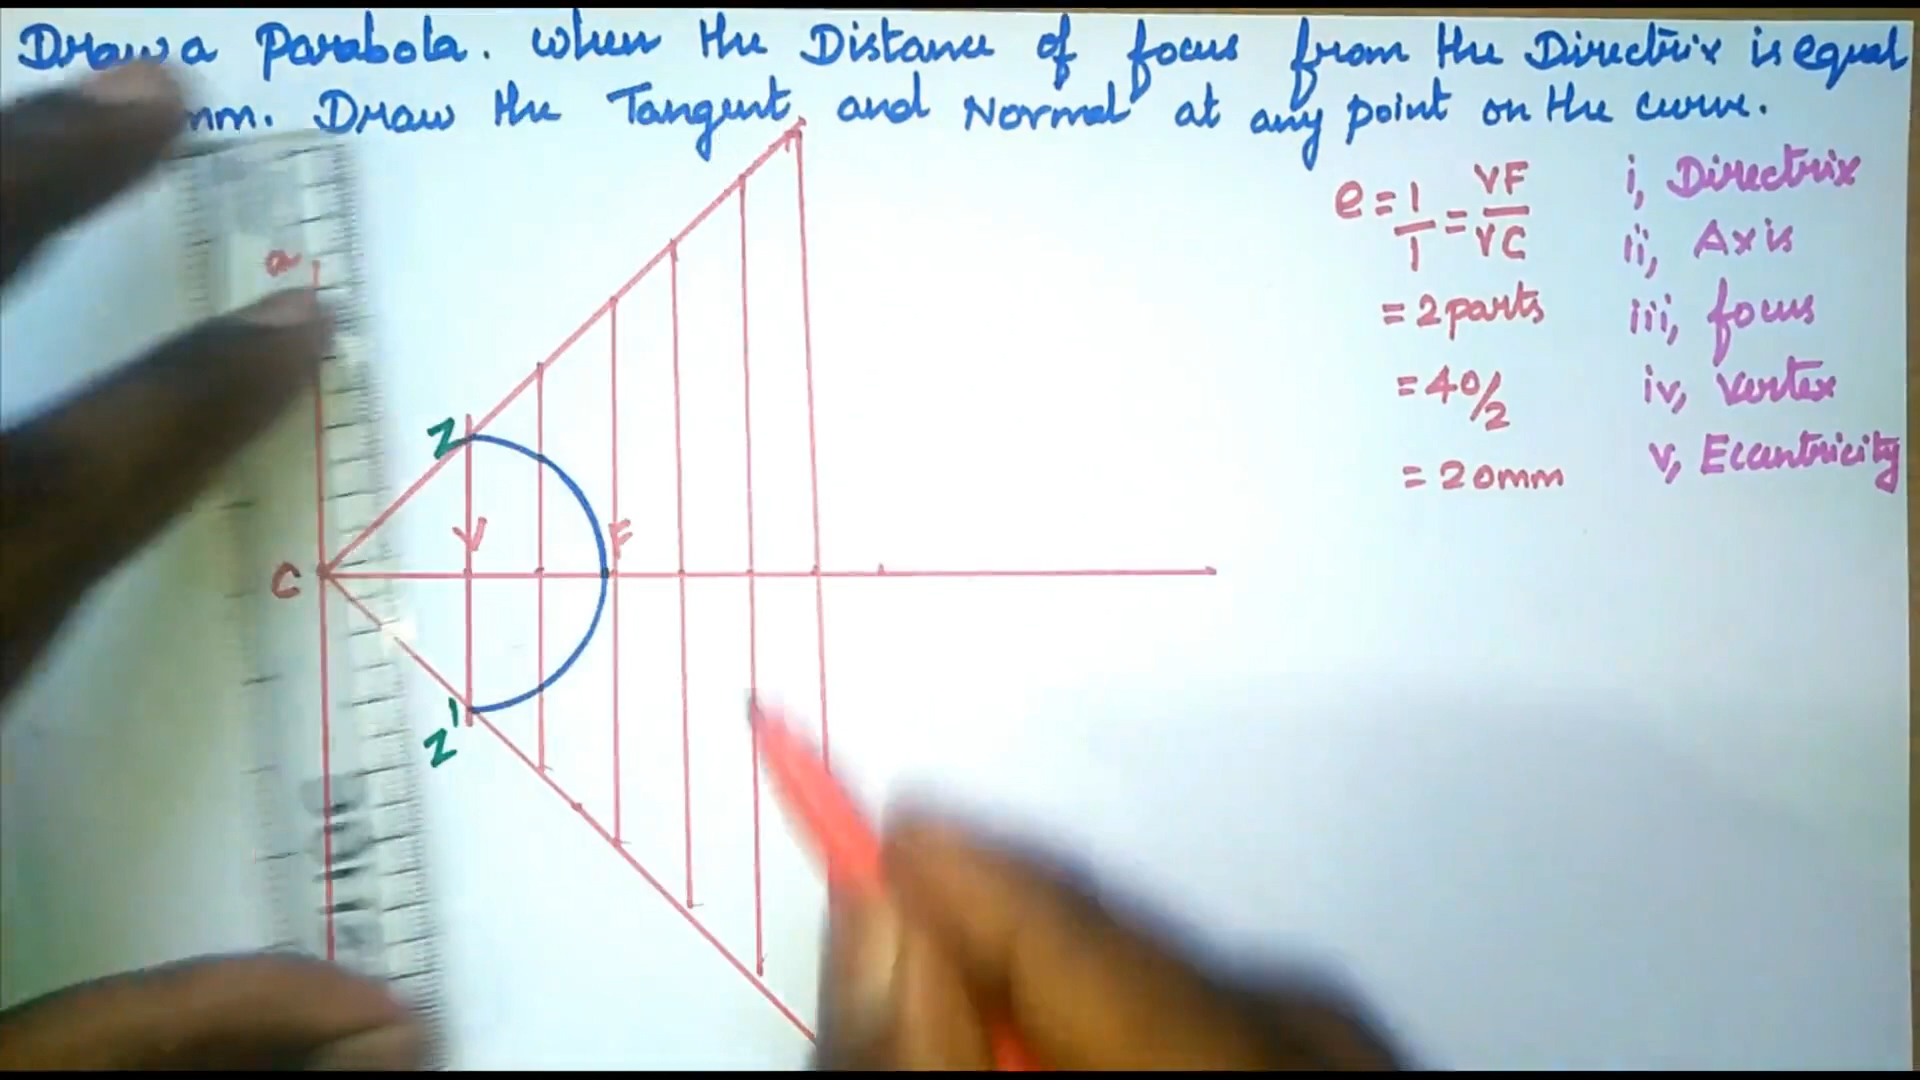 Draw a Parabola. When the Distance of focus from the Directrix is equal
mm. Draw the Tangent and Normal at any point on the curve.
e = 1/1 = VF/VC
= 2 parts
= 40/2
= 20mm
i, Directrix
ii, Axis
iii, focus
iv, Vertex
v, Eccentricity
a
Z
V
F
C
Z'